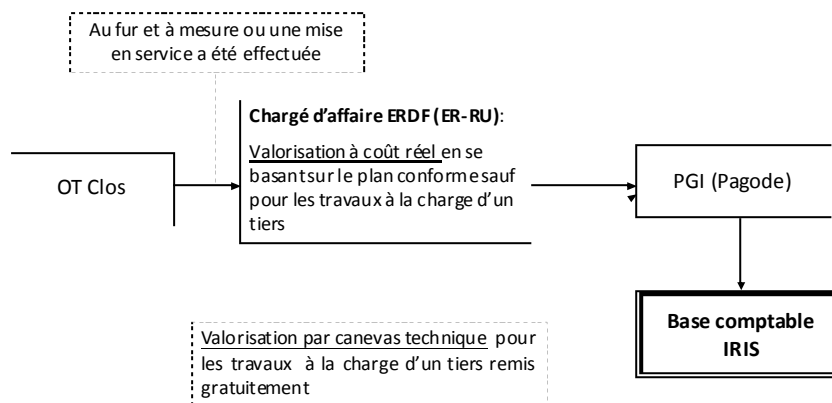 Au fur et à mesure ou une mise
en service a été effectuée
Chargé d'affaire ERDF (ER-RU):
Valorisation à coût réel en se
basant sur le plan conforme sauf
pour les travaux à la charge d'un
tiers
OT Clos
PGI (Pagode)
Base comptable
IRIS
Valorisation par canevas technique pour
les travaux à la charge d'un tiers remis
gratuitement